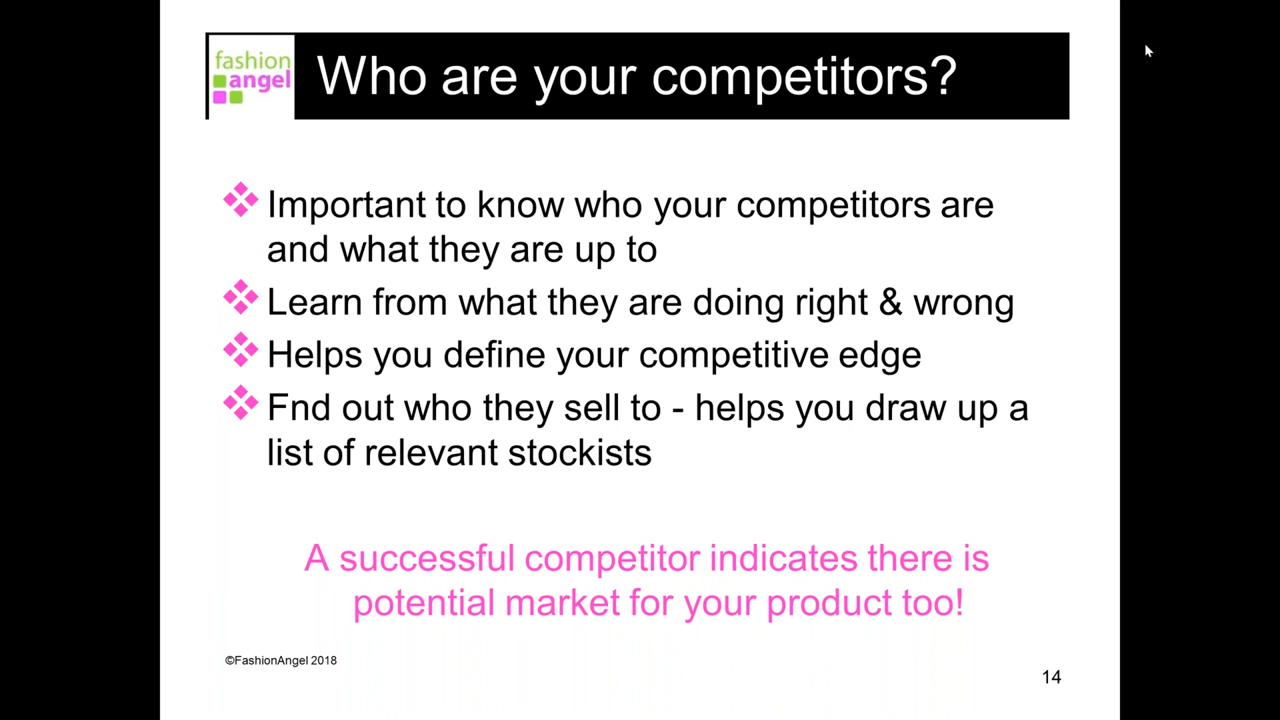 fashion
angel
Who are your competitors?
Important to know who your competitors are
and what they are up to
Learn from what they are doing right & wrong
Helps you define your competitive edge
Fnd out who they sell to - helps you draw up a
list of relevant stockists
A successful competitor indicates there is
potential market for your product too!
©FashionAngel 2018
14